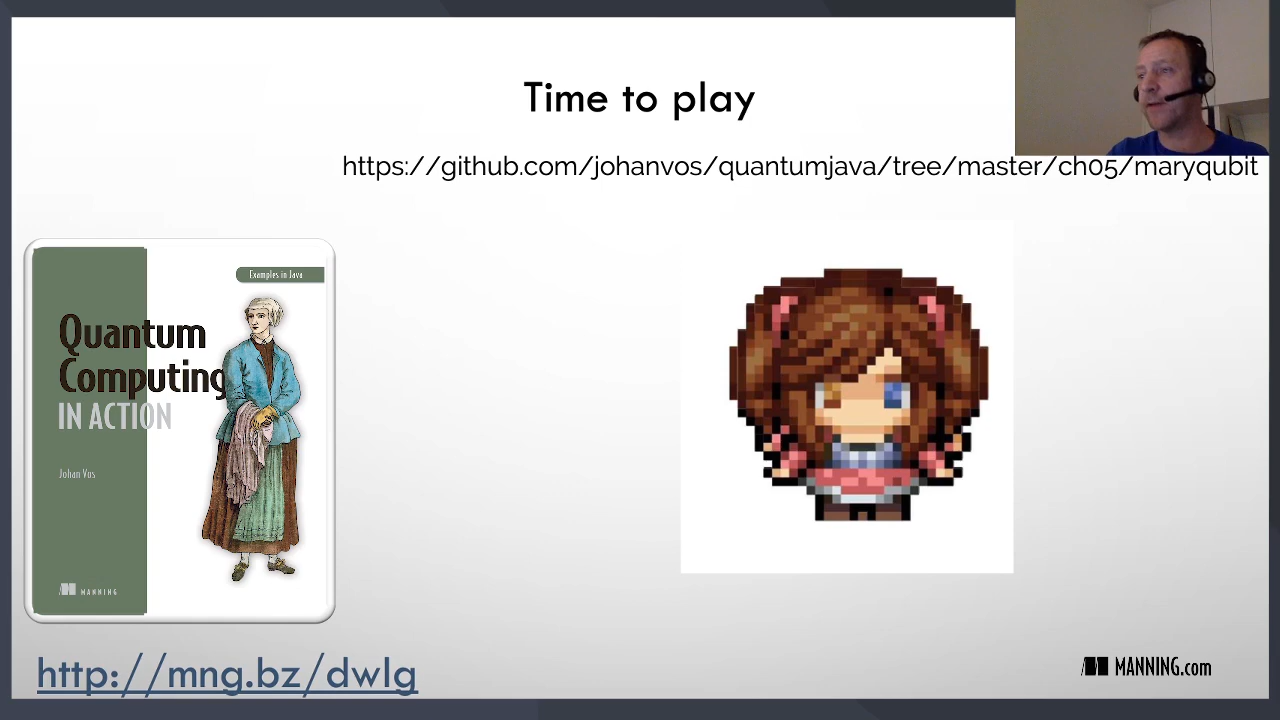 Time to play
https://github.com/johanvos/quantumjava/tree/master/ch05/maryqubit
Examples in Java
Quantum
Computing
IN ACTION
Johan Vos
MANNING
http://mng.bz/dwlg
MANNING.com